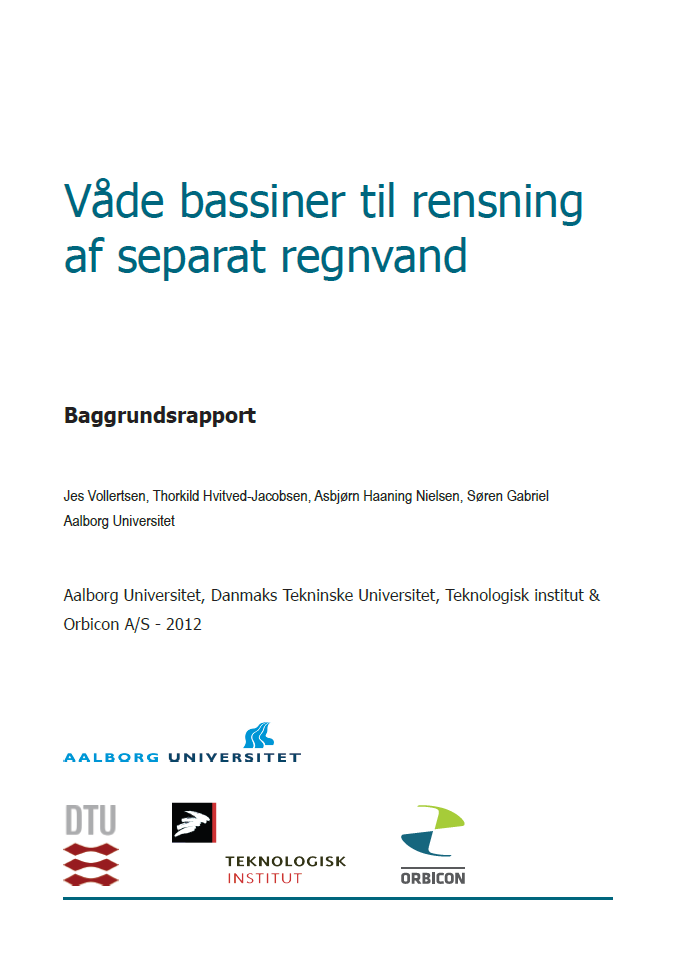 Våde bassiner til rensning
af separat regnvand
Baggrundsrapport
Jes Vollertsen, Thorkild Hvitved-Jacobsen, Asbjørn Haaning Nielsen, Søren Gabriel
Aalborg Universitet
Aalborg Universitet, Danmaks Tekninske Universitet, Teknologisk institut &
Orbicon A/S - 2012
AALBORG UNIVERSITET
DTU
TEKNOLOGISK
INSTITUT
ORBICON